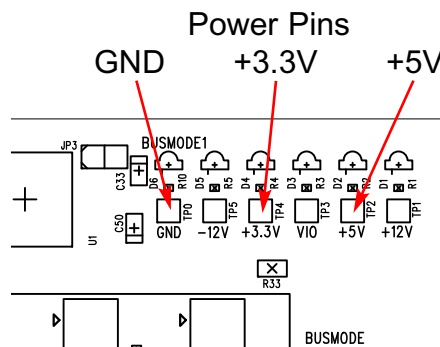 Power Pins
GND +3.3V +5V
JP3 BUSMODE1
C33 D6 R10 D5 R5 D4 R4 D3 R3 D2 R2 D1 R1
C50 TP0 TP5 TP4 TP3 TP2 TP1
U1 GND -12V +3.3V VIO +5V +12V
R33
BUSMODE